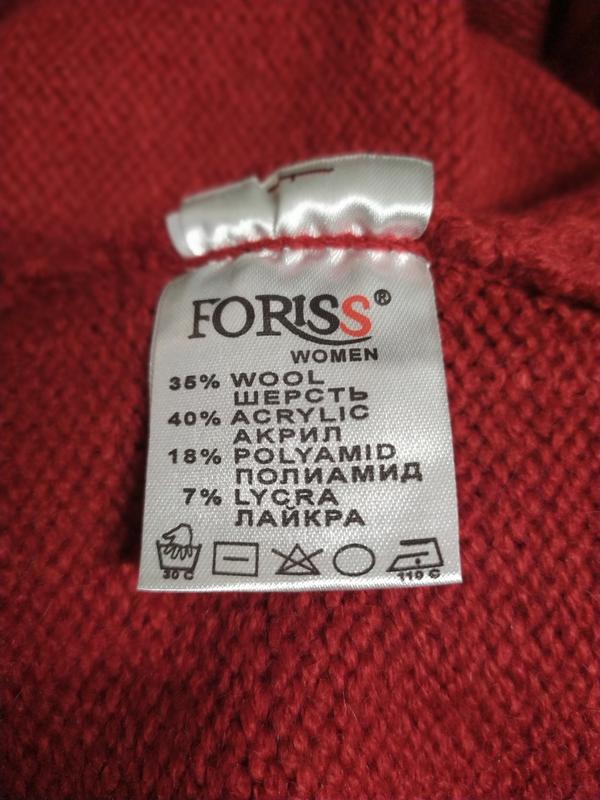 FORISS®
WOMEN
35% WOOL
ШЕРСТЬ
40% ACRYLIC
АКРИЛ
18% POLYAMID
ПОЛИАМИД
7% LYCRA
ЛАЙКРА
30 C 110 C